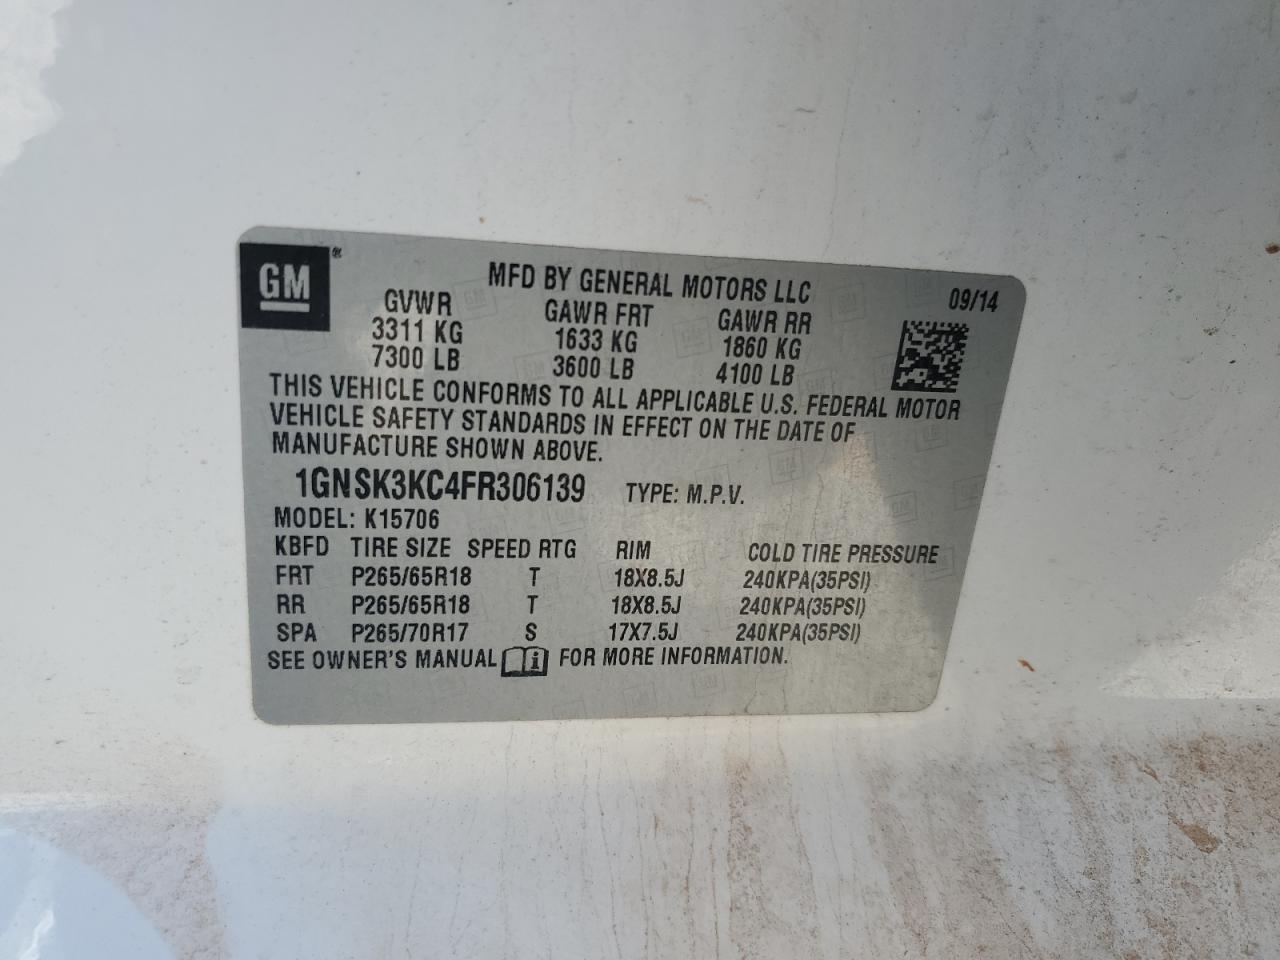 GM ®
MFD BY GENERAL MOTORS LLC 09/14
GVWR GAWR FRT GAWR RR
3311 KG 1633 KG 1860 KG
7300 LB 3600 LB 4100 LB
THIS VEHICLE CONFORMS TO ALL APPLICABLE U.S. FEDERAL MOTOR
VEHICLE SAFETY STANDARDS IN EFFECT ON THE DATE OF
MANUFACTURE SHOWN ABOVE.
1GNSK3KC4FR306139 TYPE: M.P.V.
MODEL: K15706
KBFD TIRE SIZE SPEED RTG RIM COLD TIRE PRESSURE
FRT P265/65R18 T 18X8.5J 240KPA(35PSI)
RR P265/65R18 T 18X8.5J 240KPA(35PSI)
SPA P265/70R17 S 17X7.5J 240KPA(35PSI)
SEE OWNER'S MANUAL i FOR MORE INFORMATION.